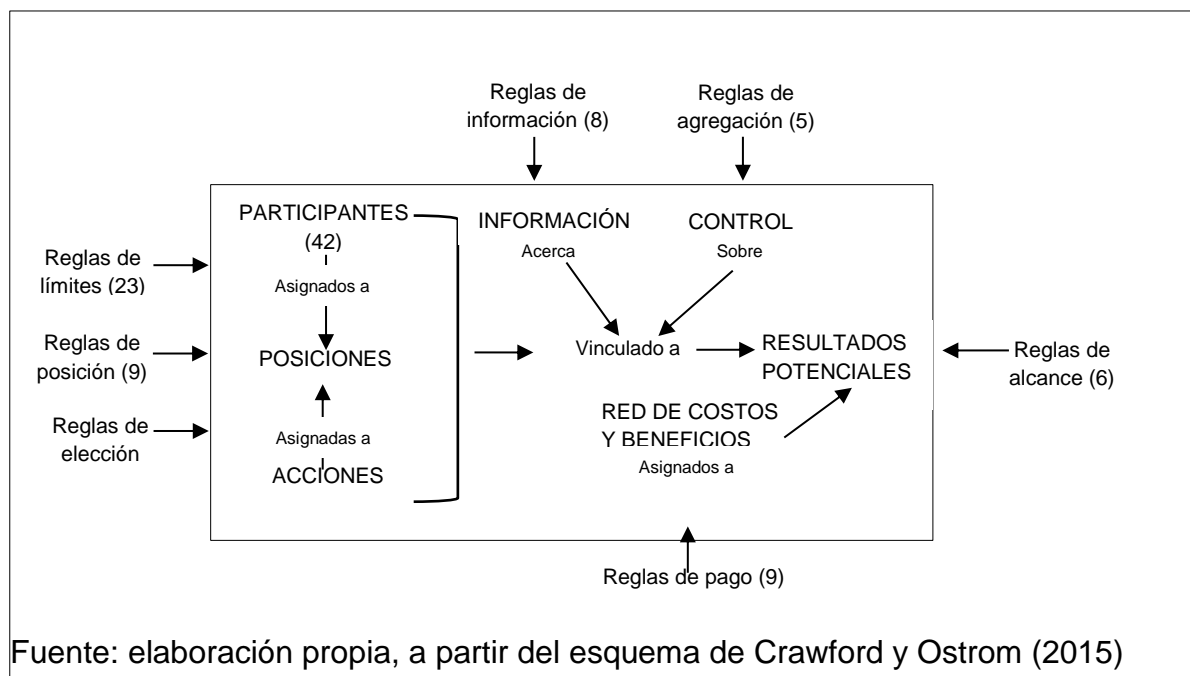 Reglas de
información (8)
Reglas de
agregación (5)
PARTICIPANTES
(42)
Asignados a
POSICIONES
Asignadas a
ACCIONES
INFORMACIÓN
Acerca
CONTROL
Sobre
Vinculado a
RESULTADOS
POTENCIALES
RED DE COSTOS
Y BENEFICIOS
Asignados a
Reglas de
límites (23)
Reglas de
posición (9)
Reglas de
elección
Reglas de
alcance (6)
Reglas de pago (9)
Fuente: elaboración propia, a partir del esquema de Crawford y Ostrom (2015)